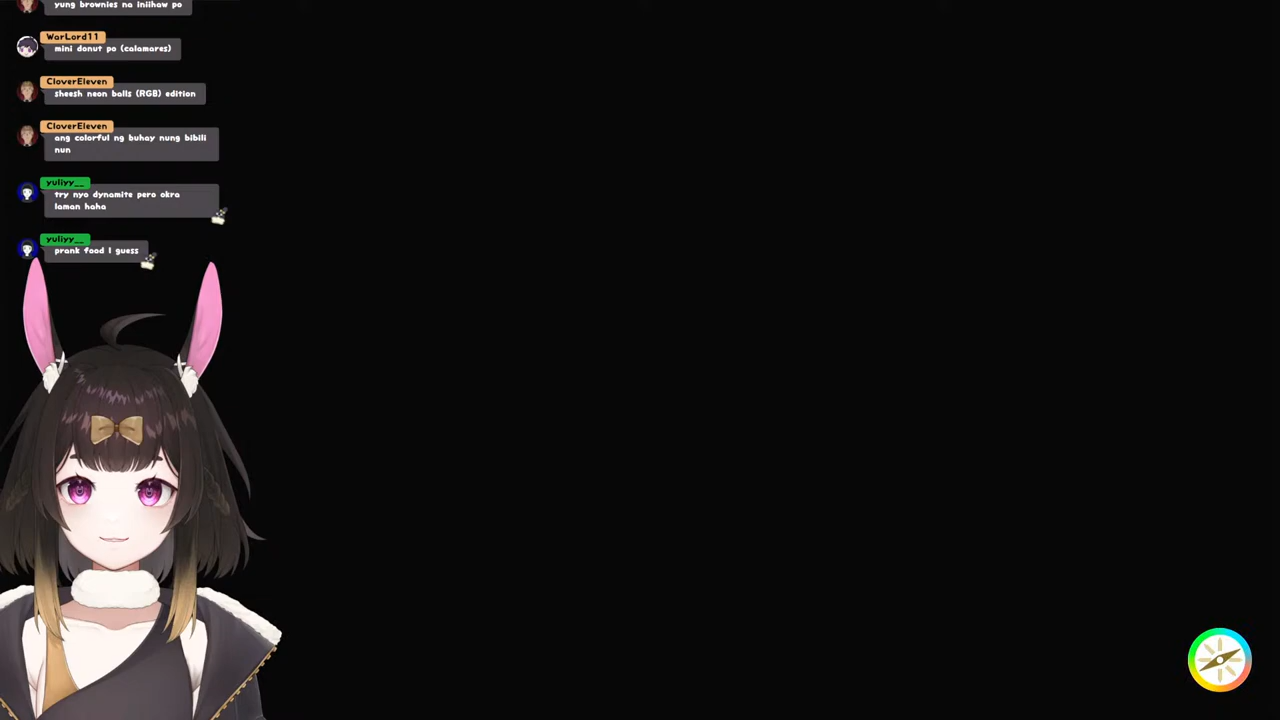 yung brownies na iniihaw po
WarLord11
mini donut po (calamares)
CloverEleven
sheesh neon balls (RGB) edition
CloverEleven
ang colorful ng buhay nung bibili
nun
yuliyy__
try nyo dynamite pero okra
laman haha
yuliyy__
prank food I guess